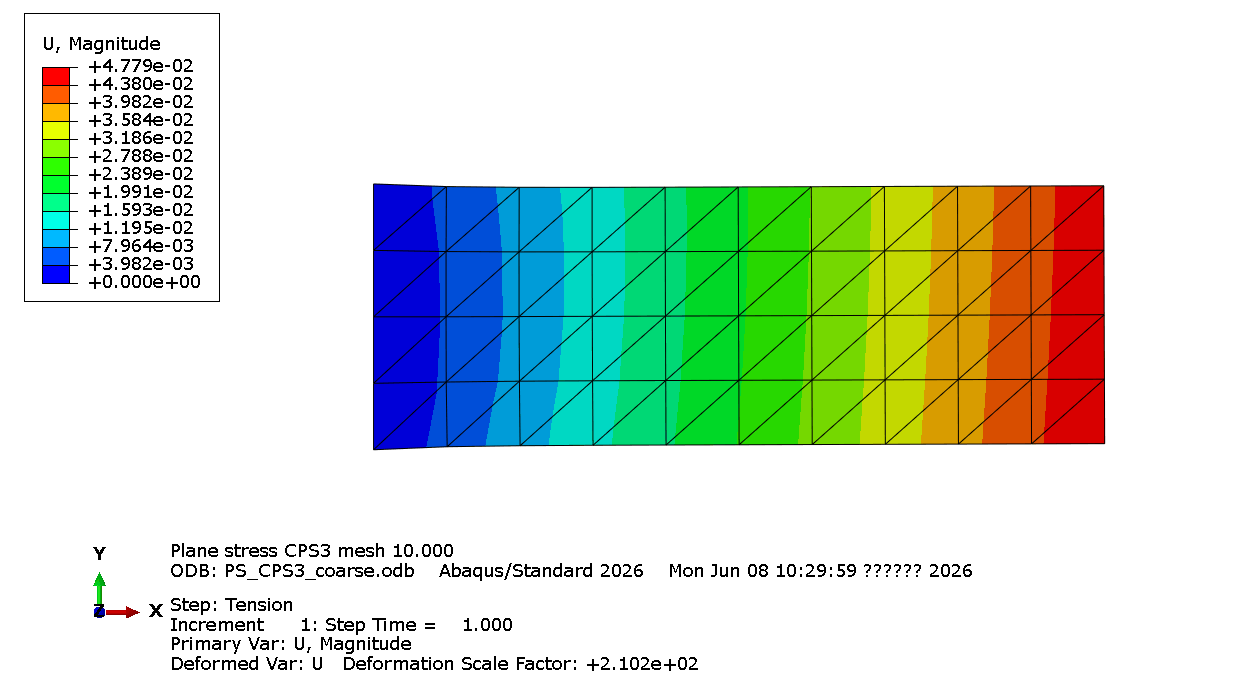 U, Magnitude
+4.779e-02
+4.380e-02
+3.982e-02
+3.584e-02
+3.186e-02
+2.788e-02
+2.389e-02
+1.991e-02
+1.593e-02
+1.195e-02
+7.964e-03
+3.982e-03
+0.000e+00
Plane stress CPS3 mesh 10.000
ODB: PS_CPS3_coarse.odb Abaqus/Standard 2026 Mon Jun 08 10:29:59 ?????? 2026
Step: Tension
Increment 1: Step Time = 1.000
Primary Var: U, Magnitude
Deformed Var: U Deformation Scale Factor: +2.102e+02
Y
Z
X